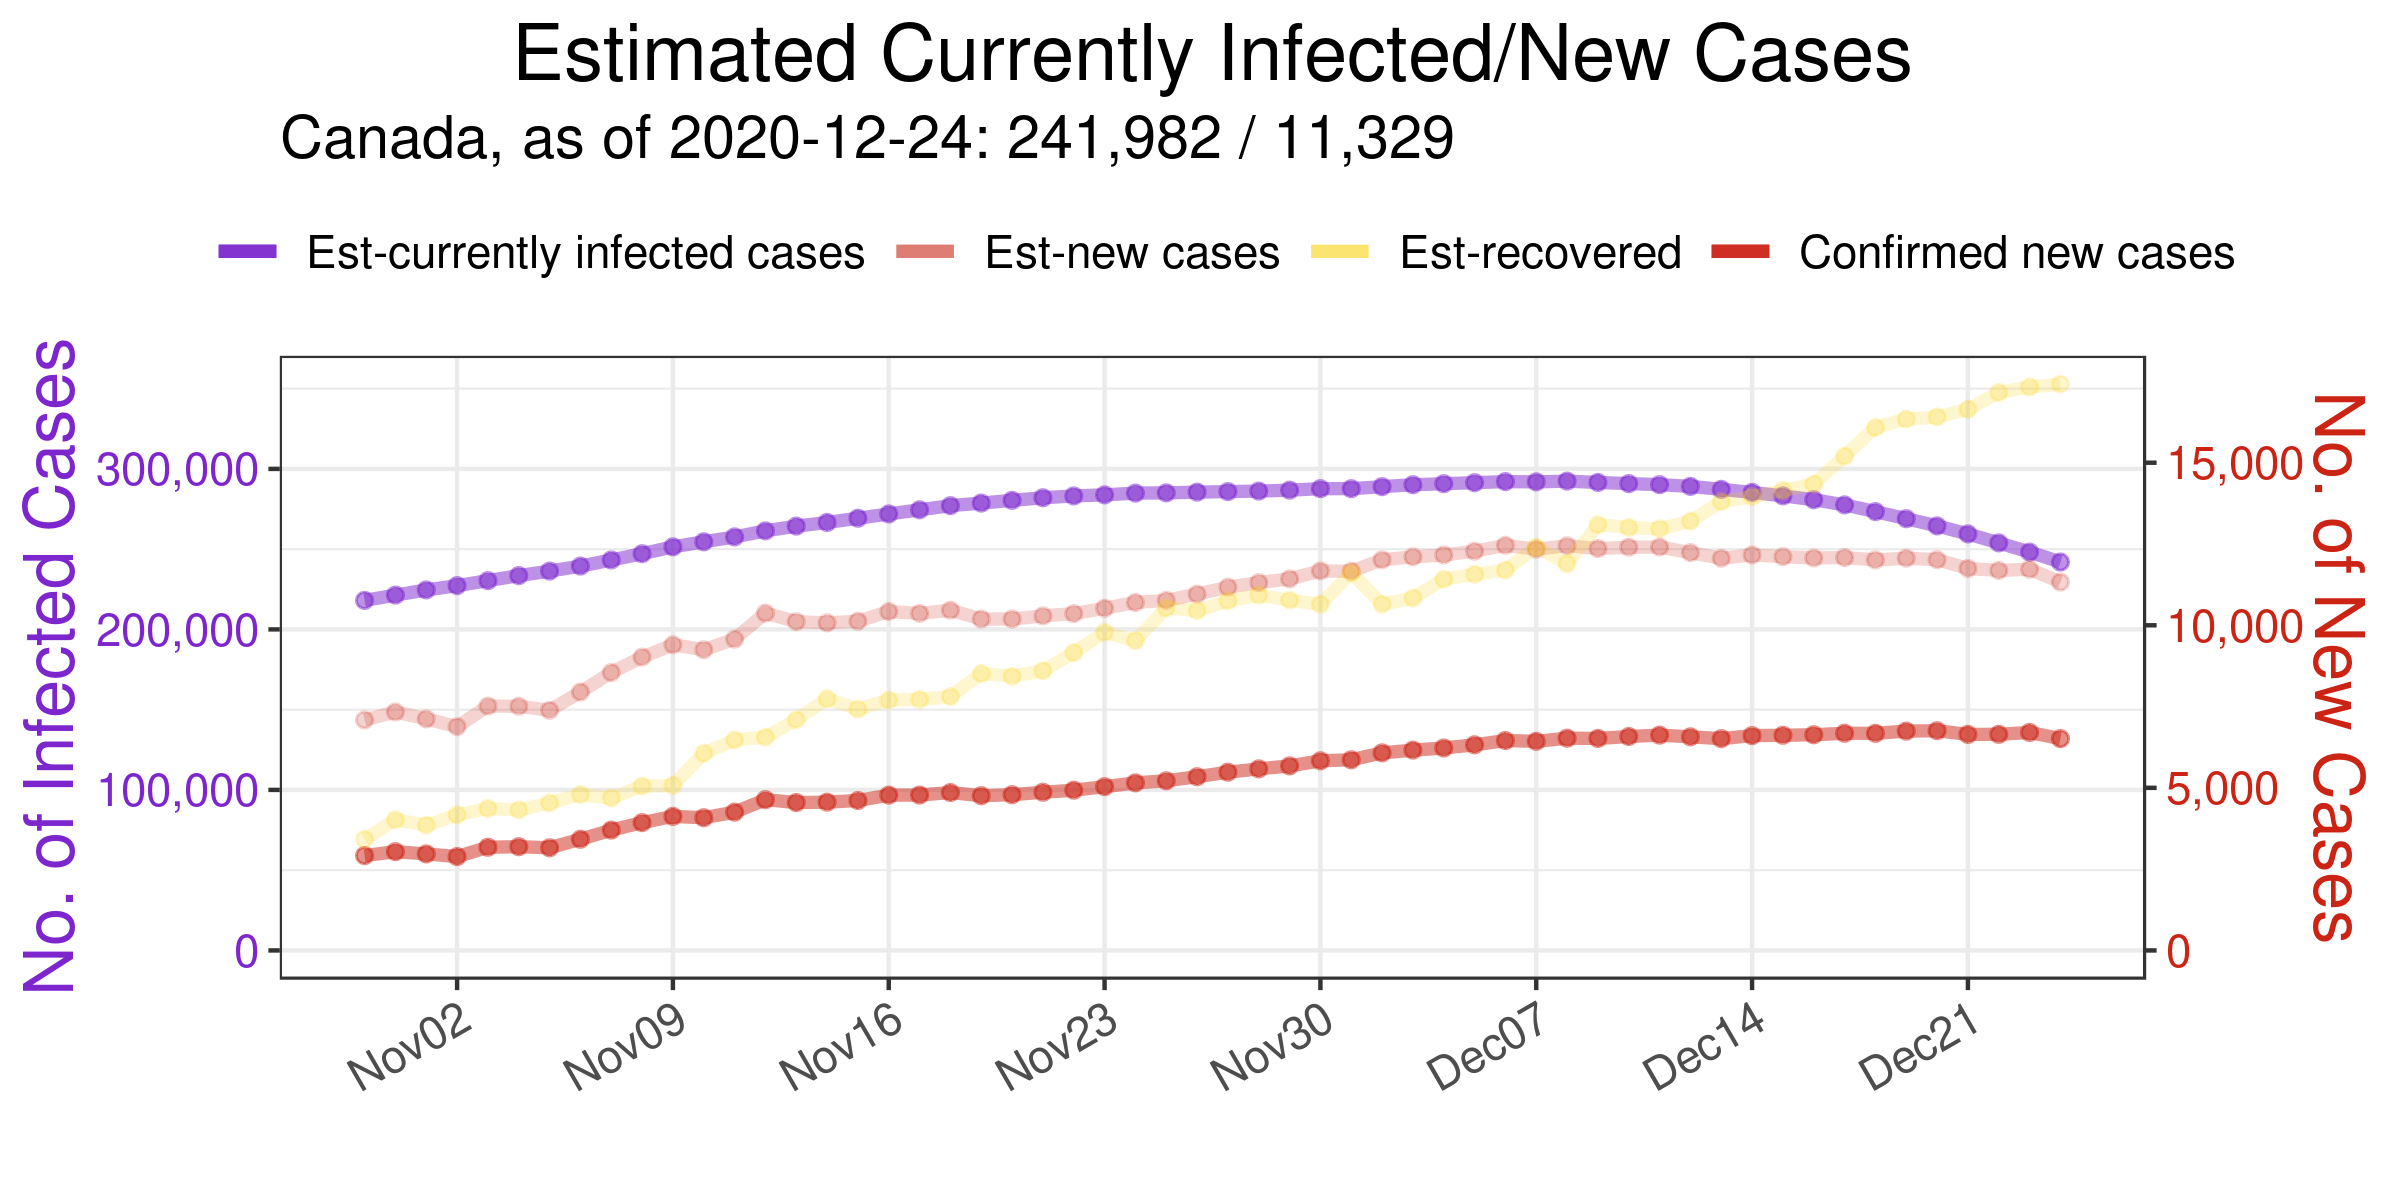 Estimated Currently Infected/New Cases
Canada, as of 2020-12-24: 241,982 / 11,329
Est-currently infected cases
Est-new cases
Est-recovered
Confirmed new cases
No. of Infected Cases
300,000
200,000
100,000
0
15,000
10,000
5,000
0
No. of New Cases
Nov02
Nov09
Nov16
Nov23
Nov30
Dec07
Dec14
Dec21